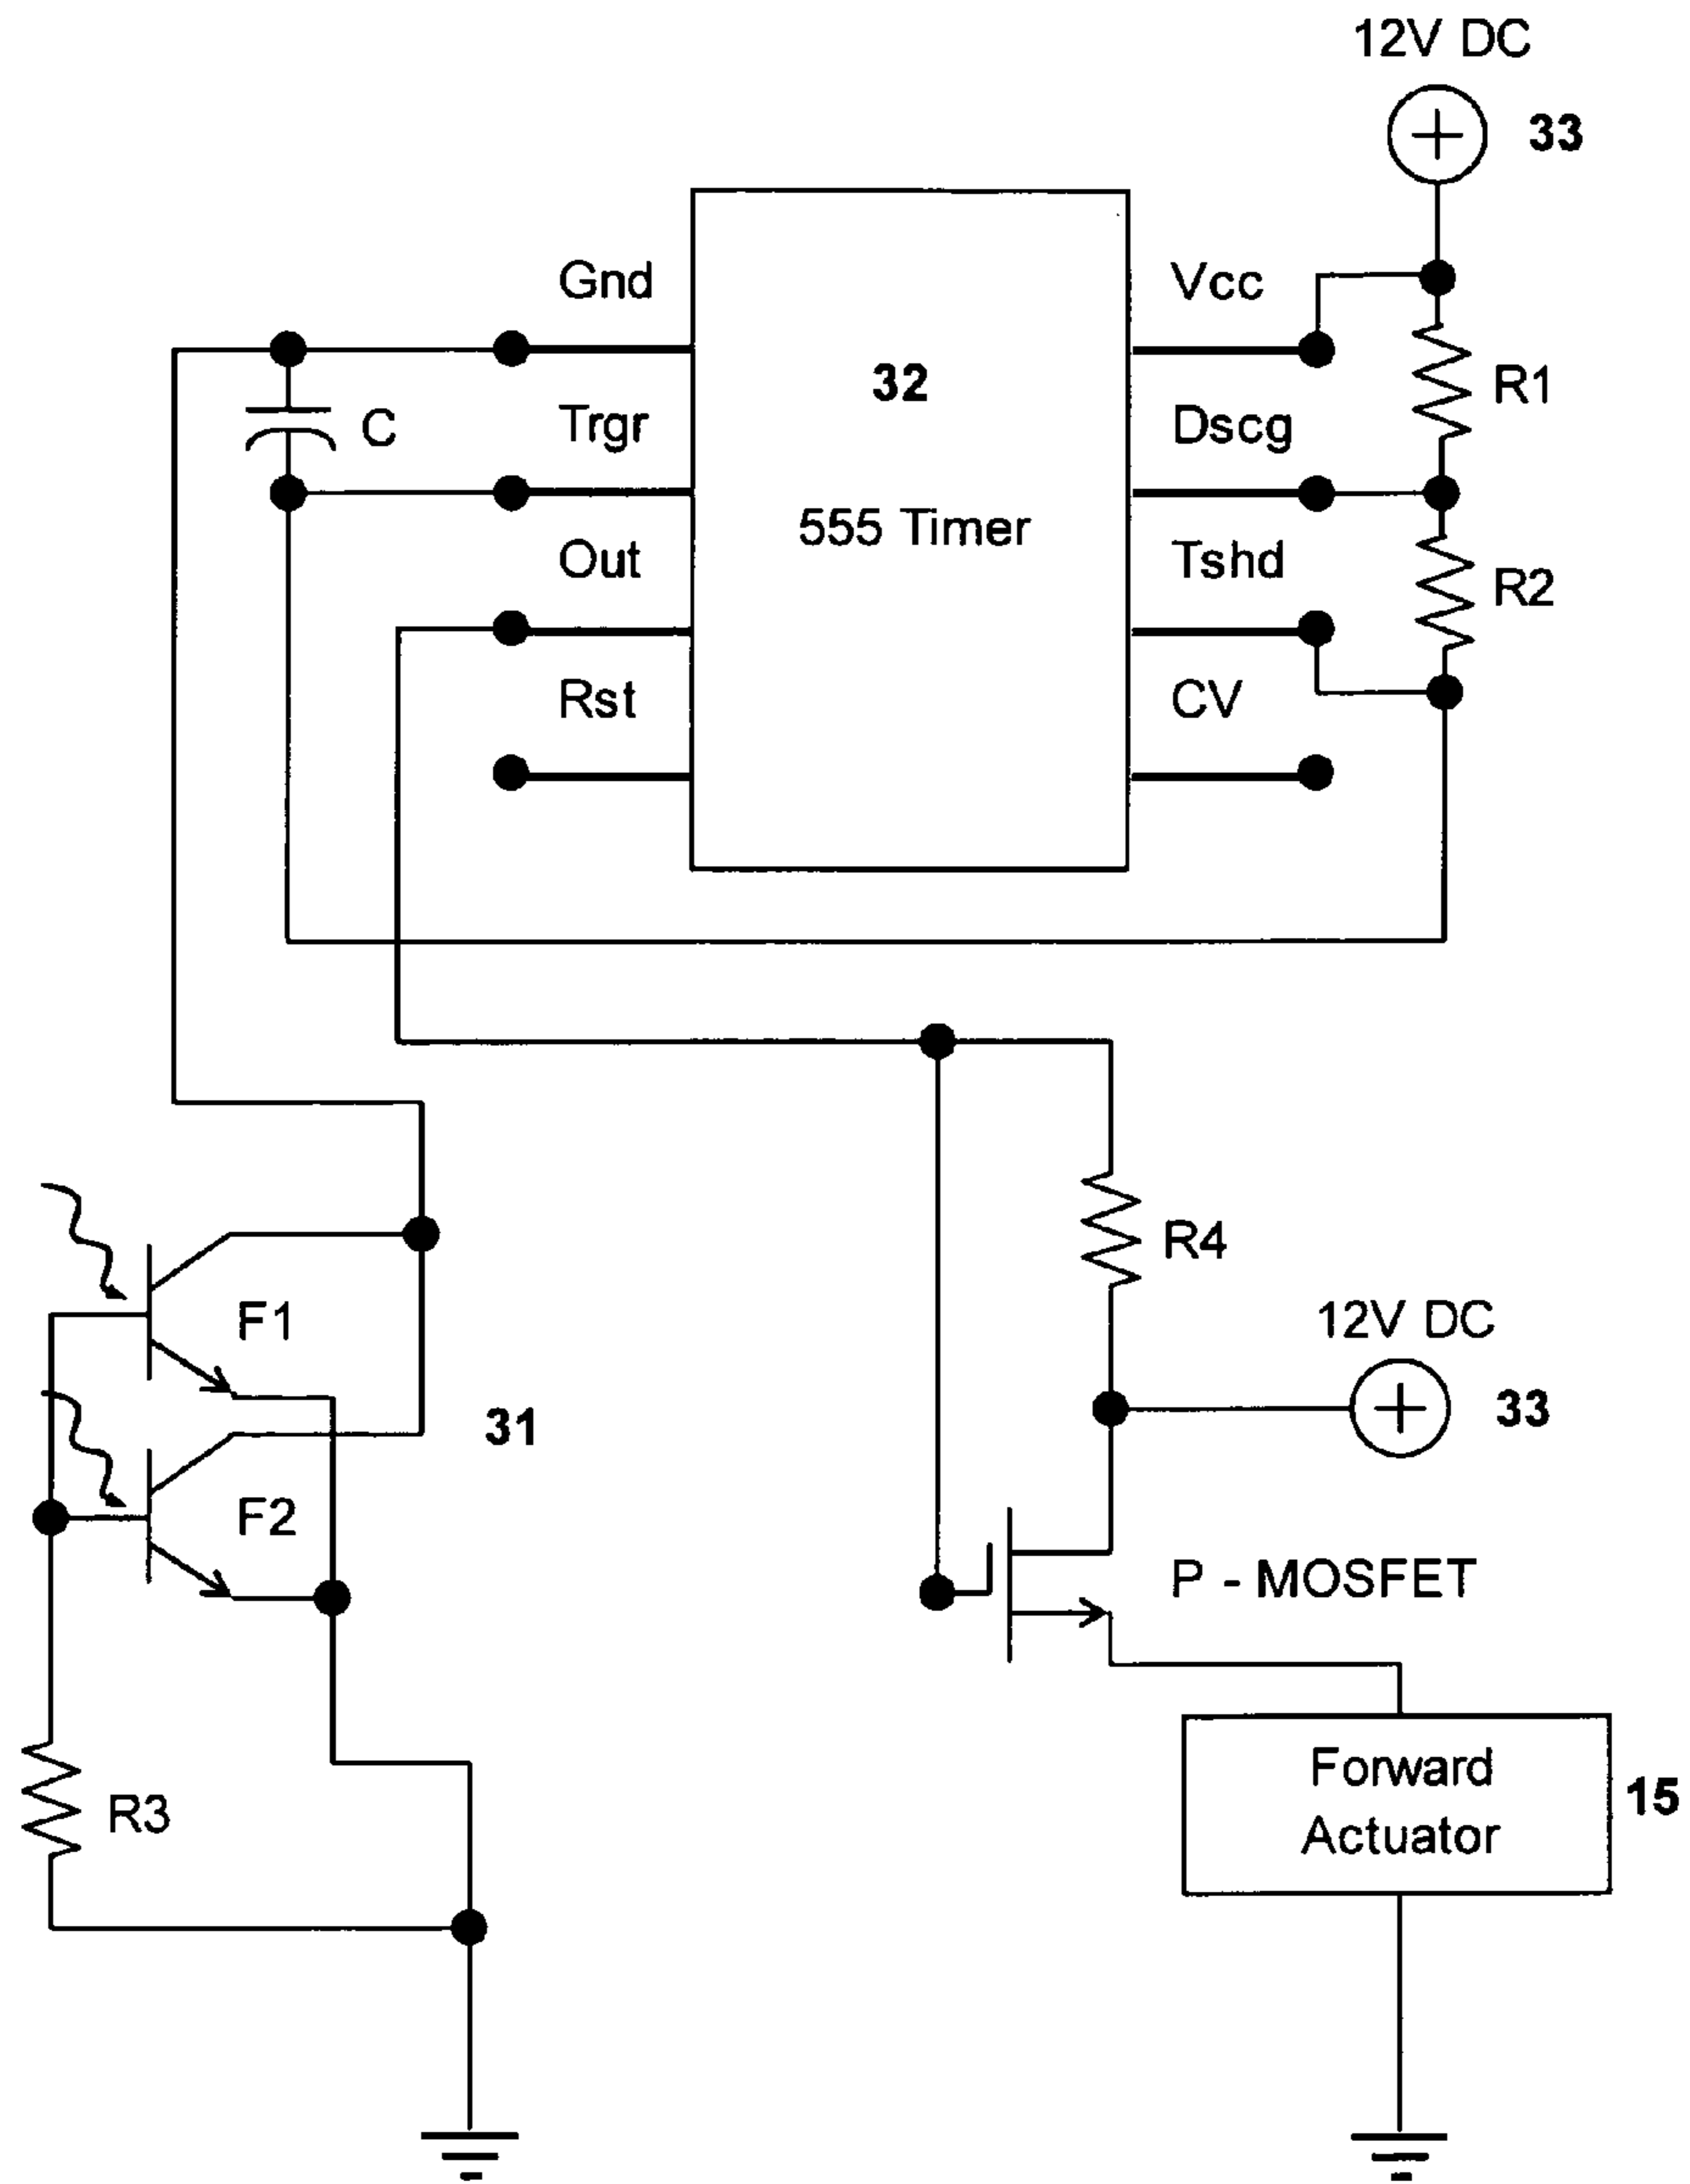 12V DC
33
Gnd
Vcc
32
R1
C
Trgr
Dscg
555 Timer
Out
Tshd
R2
Rst
CV
R4
F1
12V DC
31
33
F2
P - MOSFET
Forward
Actuator
15
R3